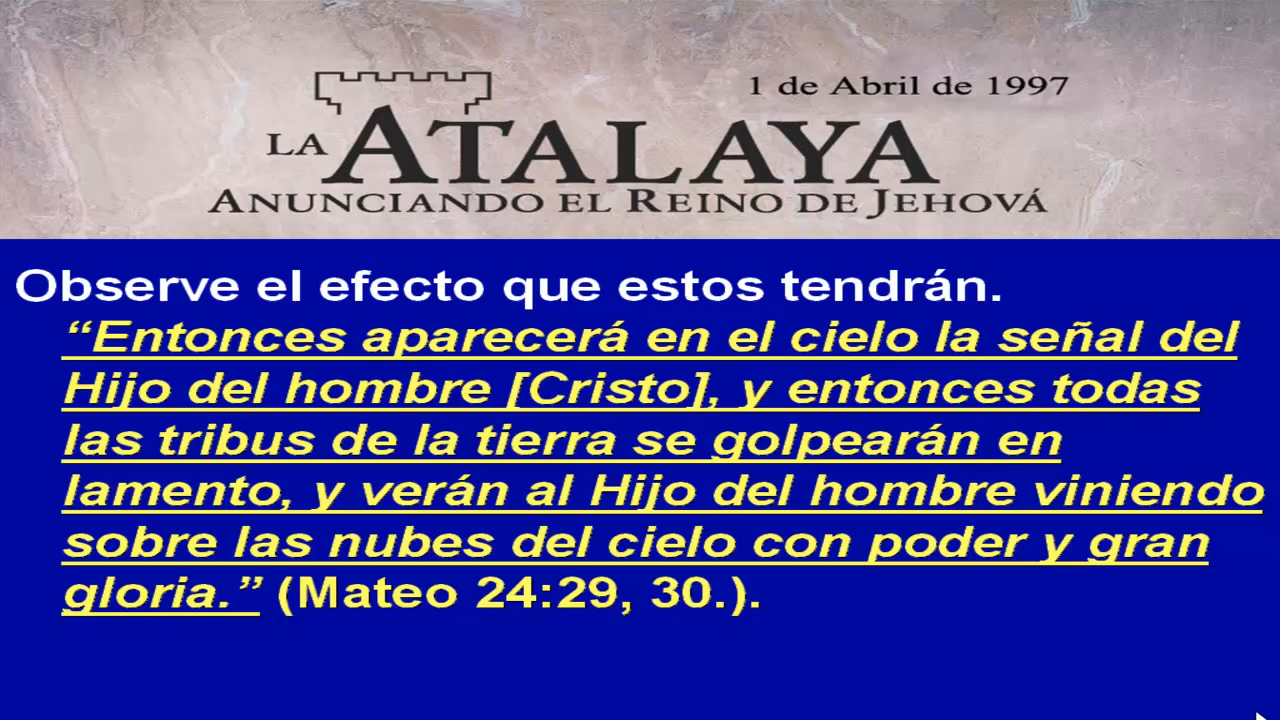 1 de Abril de 1997
LA ATALAYA
ANUNCIANDO EL REINO DE JEHOVÁ
Observe el efecto que estos tendrán.
“Entonces aparecerá en el cielo la señal del
Hijo del hombre [Cristo], y entonces todas
las tribus de la tierra se golpearán en
lamento, y verán al Hijo del hombre viniendo
sobre las nubes del cielo con poder y gran
gloria.” (Mateo 24:29, 30.).